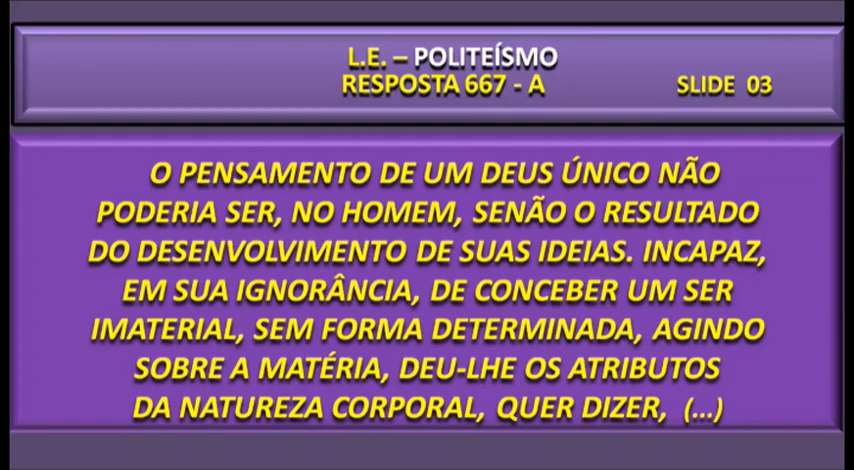 L.E. – POLITEÍSMO
RESPOSTA 667 - A SLIDE 03
O PENSAMENTO DE UM DEUS ÚNICO NÃO
PODERIA SER, NO HOMEM, SENÃO O RESULTADO
DO DESENVOLVIMENTO DE SUAS IDEIAS. INCAPAZ,
EM SUA IGNORÂNCIA, DE CONCEBER UM SER
IMATERIAL, SEM FORMA DETERMINADA, AGINDO
SOBRE A MATÉRIA, DEU-LHE OS ATRIBUTOS
DA NATUREZA CORPORAL, QUER DIZER, (...)